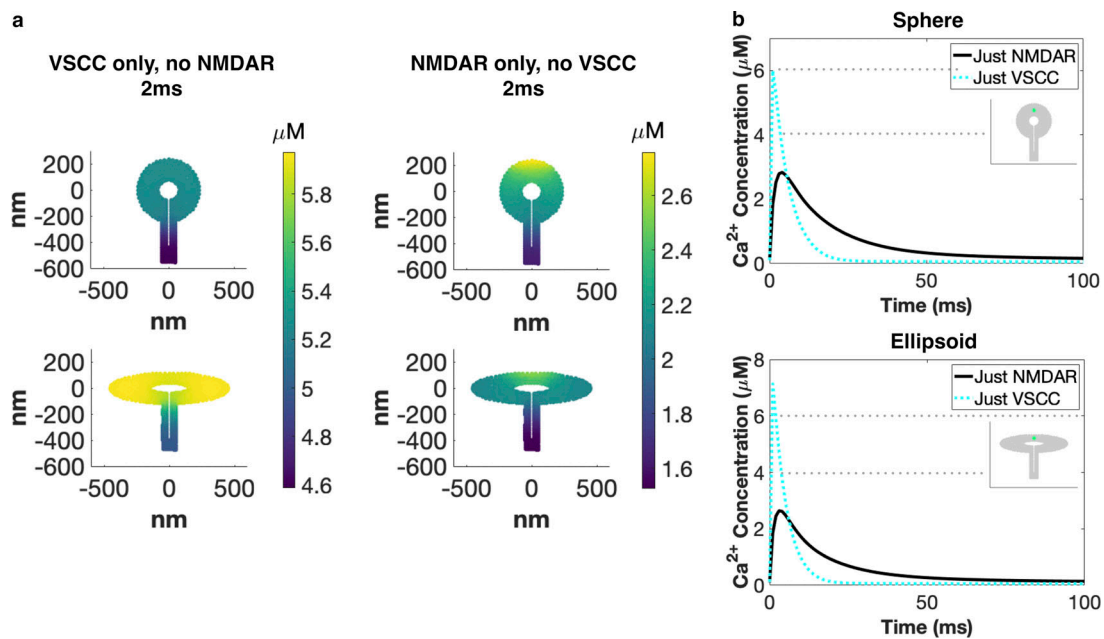 a
VSCC only, no NMDAR
2ms
μM
nm
200
0
-200
-400
-600
-500
0
500
nm
nm
200
0
-200
-400
-600
-500
0
500
nm
5.8
5.6
5.4
5.2
5
4.8
4.6
NMDAR only, no VSCC
2ms
μM
200
0
-200
-400
-600
-500
0
500
nm
200
0
-200
-400
-600
-500
0
500
nm
2.6
2.4
2.2
2
1.8
1.6
b
Sphere
Ca²⁺ Concentration (μM)
6
4
2
0
Just NMDAR
Just VSCC
0
50
100
Time (ms)
Ellipsoid
Ca²⁺ Concentration (μM)
8
6
4
2
0
Just NMDAR
Just VSCC
0
50
100
Time (ms)